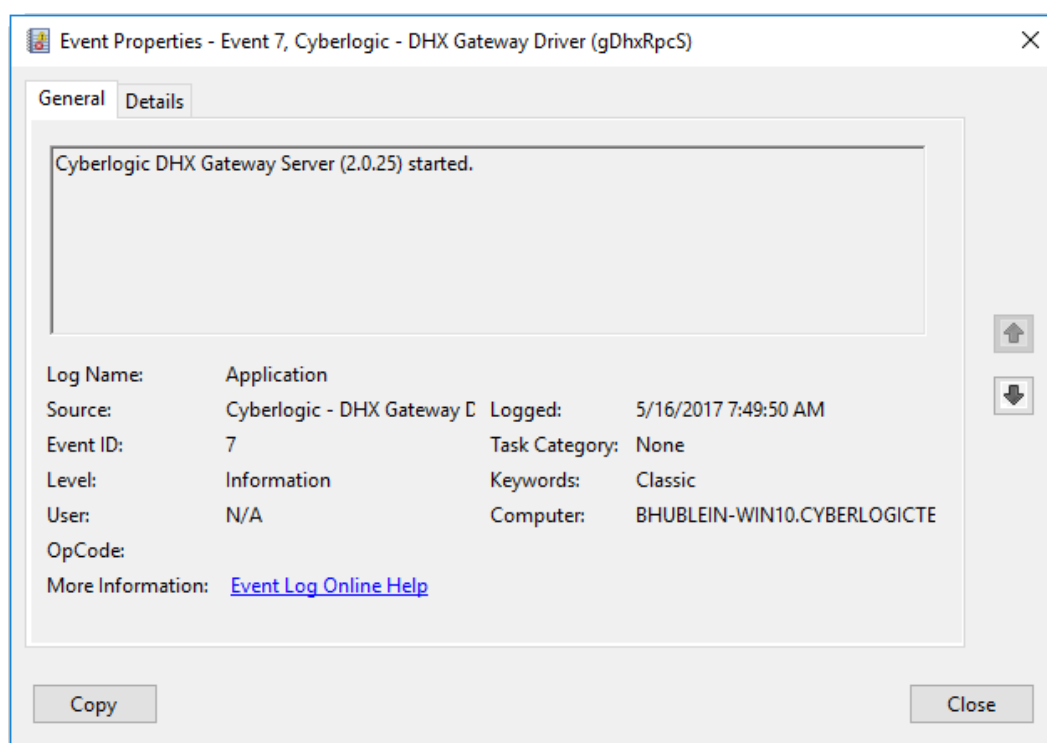 Event Properties - Event 7, Cyberlogic - DHX Gateway Driver (gDhxRpcS)
General Details
Cyberlogic DHX Gateway Server (2.0.25) started.
Log Name: Application
Source: Cyberlogic - DHX Gateway D Logged: 5/16/2017 7:49:50 AM
Event ID: 7 Task Category: None
Level: Information Keywords: Classic
User: N/A Computer: BHUBLEIN-WIN10.CYBERLOGICTE
OpCode:
More Information: Event Log Online Help
Copy Close